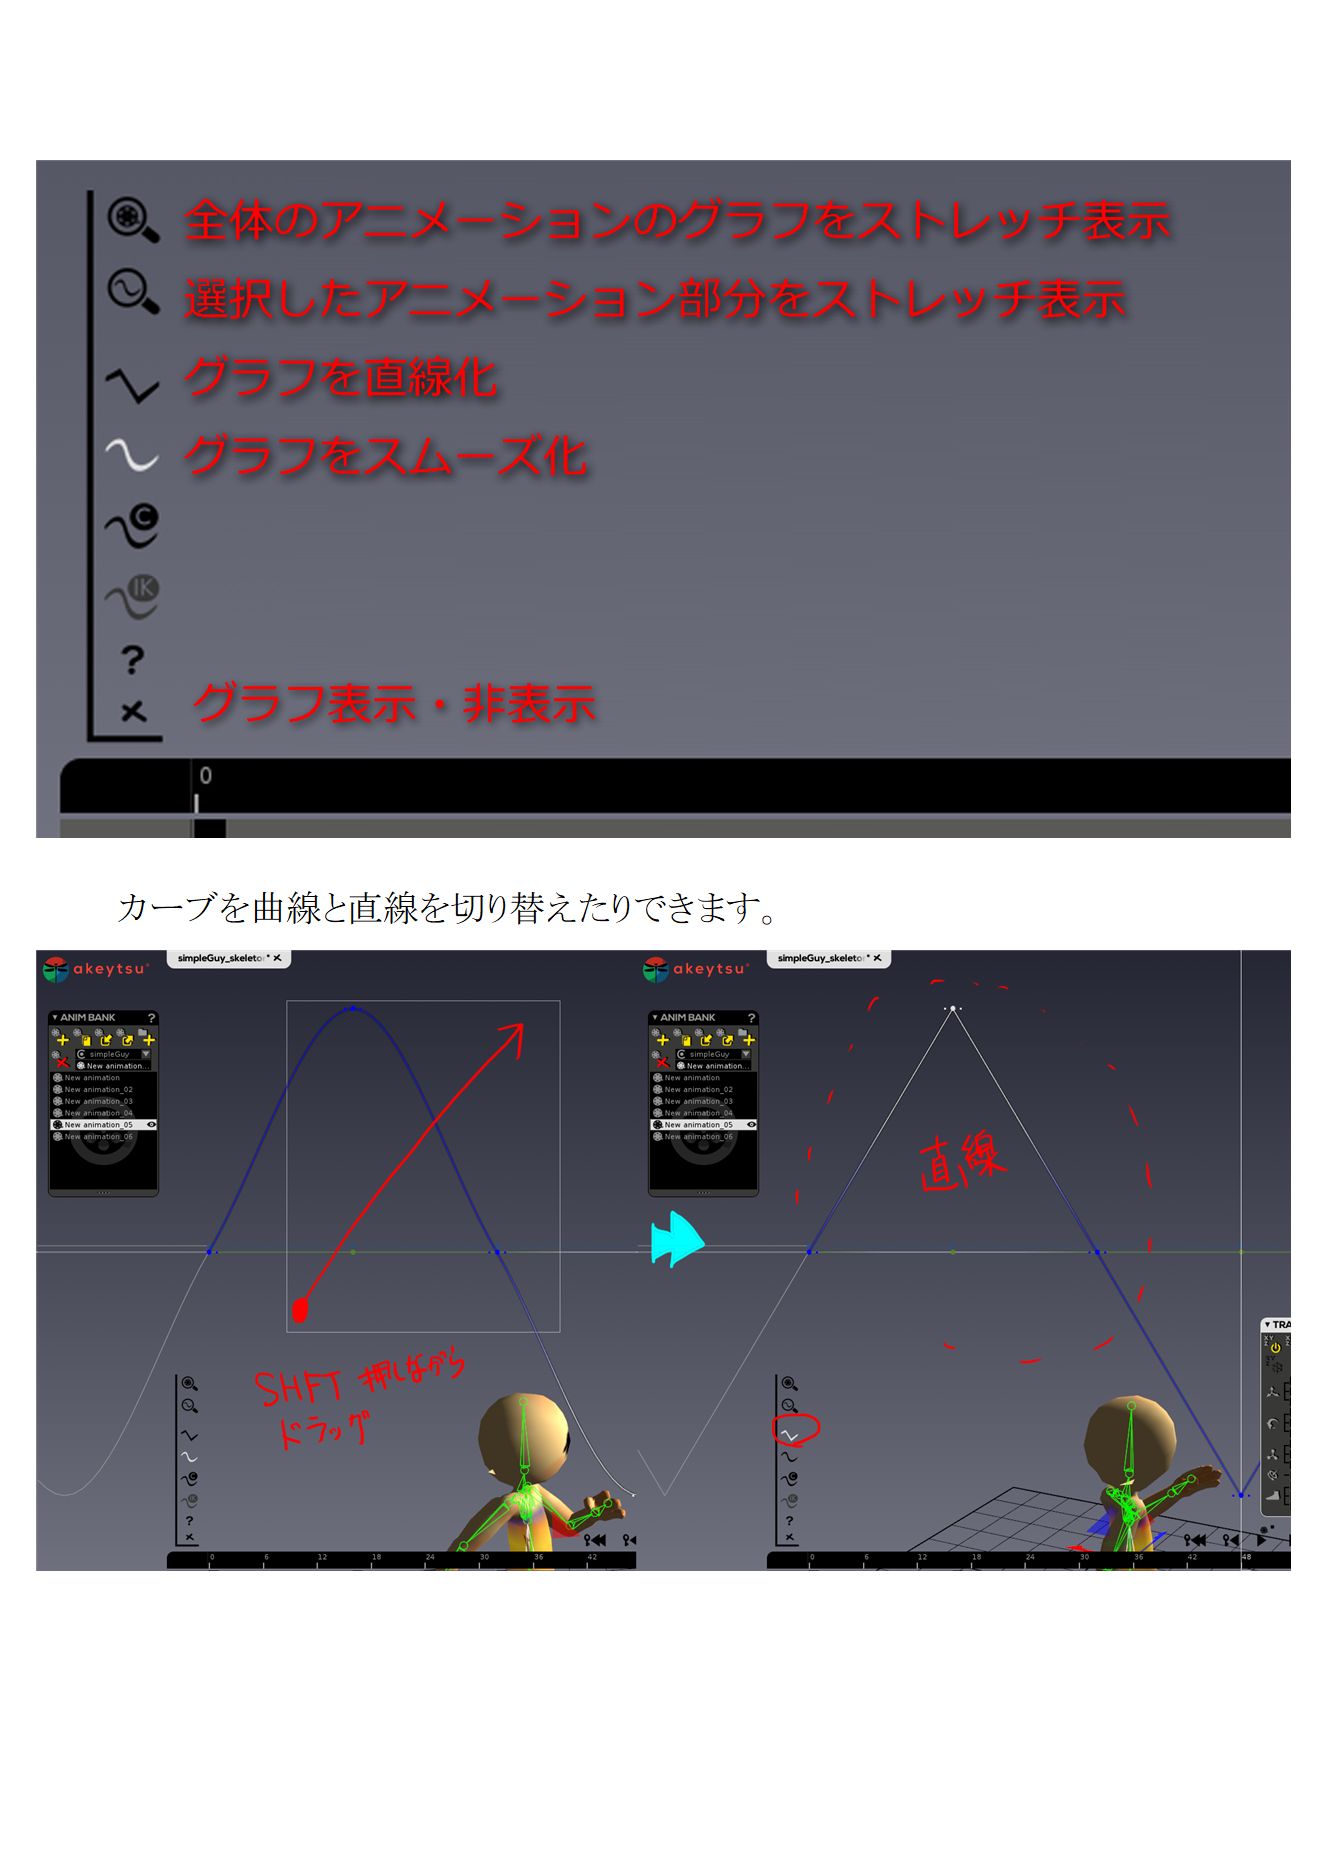 全体のアニメーションのグラフをストレッチ表示
選択したアニメーション部分をストレッチ表示
グラフを直線化
グラフをスムーズ化
C
IK
?
グラフ表示・非表示
0
カーブを曲線と直線を切り替えたりできます。
akeytsu
simpleGuy_skeletor*
ANIM BANK ?
simpleGuy
New animation...
New animation
New animation_02
New animation_03
New animation_04
New animation_05
New animation_06
SHFT 押しながら
ドラッグ
?
0 6 12 18 24 30 36 42
akeytsu
simpleGuy_skeletor*
ANIM BANK ?
simpleGuy
New animation...
New animation
New animation_02
New animation_03
New animation_04
New animation_05
New animation_06
直線
TRA
?
0 6 12 18 24 30 36 42 48